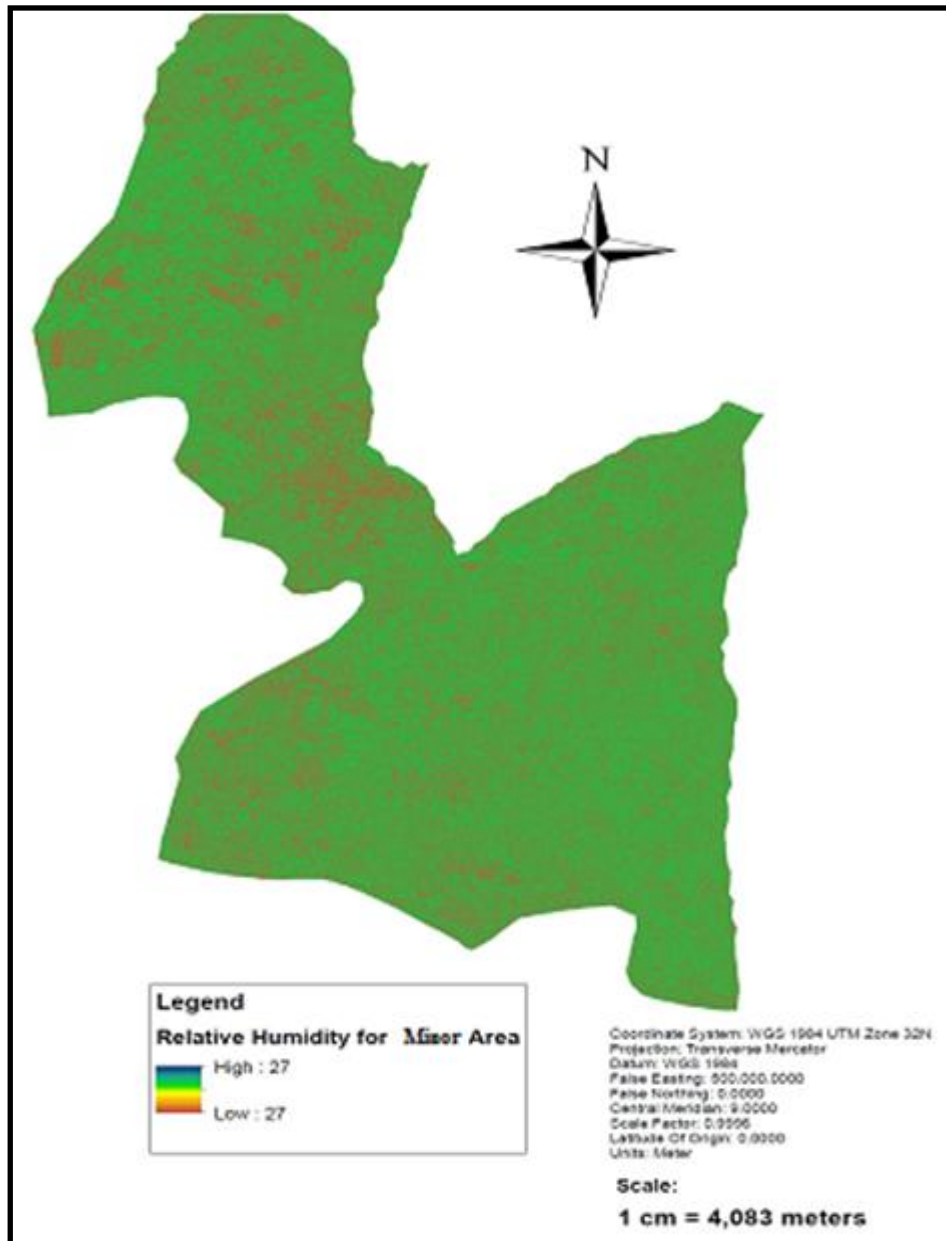 N
Legend
Relative Humidity for Minor Area
High : 27
Low : 27
Coordinate System: WGS 1984 UTM Zone 32N
Projection: Transverse Mercator
Datum: WGS 1984
False Easting: 500,000.0000
False Northing: 0.0000
Central Meridian: 9.0000
Scale Factor: 0.9996
Latitude Of Origin: 0.0000
Units: Meter
Scale:
1 cm = 4,083 meters